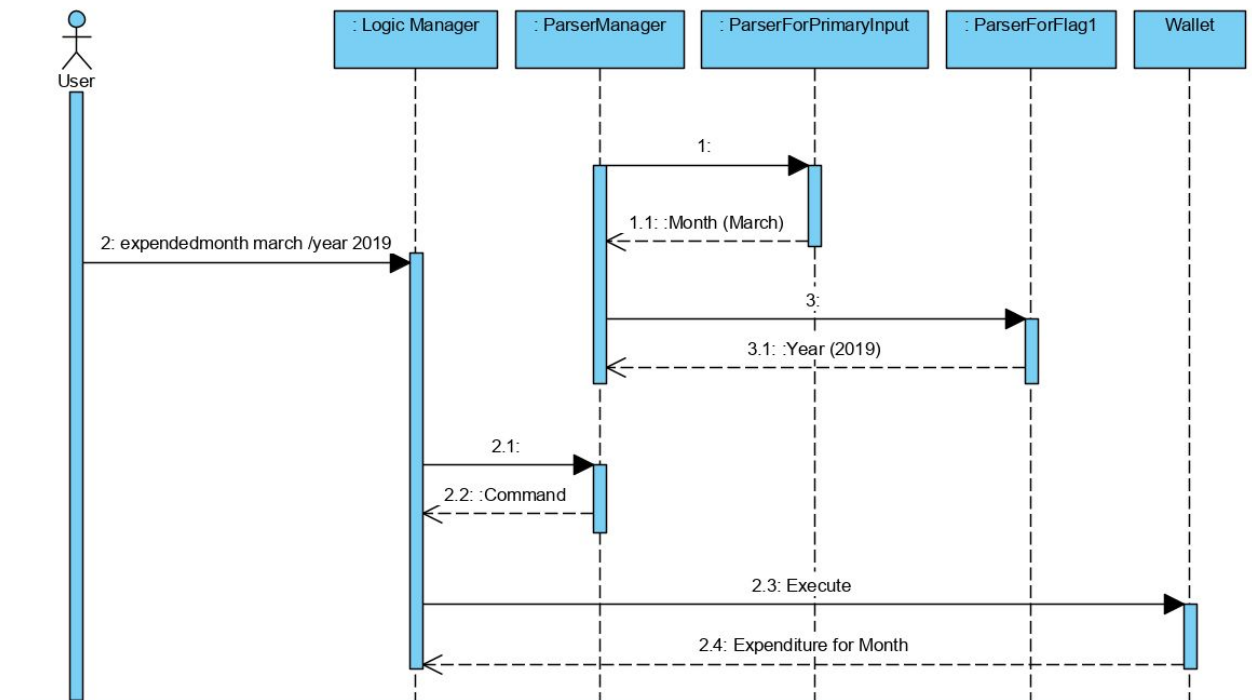 : Logic Manager
: ParserManager
: ParserForPrimaryInput
: ParserForFlag1
Wallet
User
1:
1.1: :Month (March)
2: expendedmonth march /year 2019
3:
3.1: :Year (2019)
2.1:
2.2: :Command
2.3: Execute
2.4: Expenditure for Month